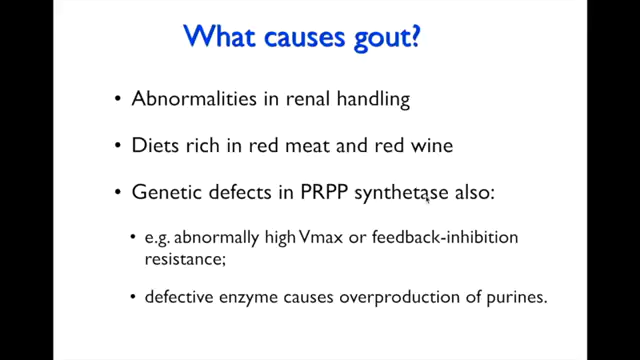 What causes gout?
• Abnormalities in renal handling
• Diets rich in red meat and red wine
• Genetic defects in PRPP synthetase also:
• e.g. abnormally high Vmax or feedback-inhibition
resistance;
• defective enzyme causes overproduction of purines.